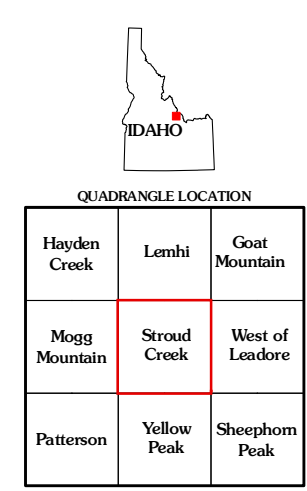 IDAHO
QUADRANGLE LOCATION
Hayden
Creek
Lemhi
Goat
Mountain
Mogg
Mountain
Stroud
Creek
West of
Leadore
Patterson
Yellow
Peak
Sheephorn
Peak